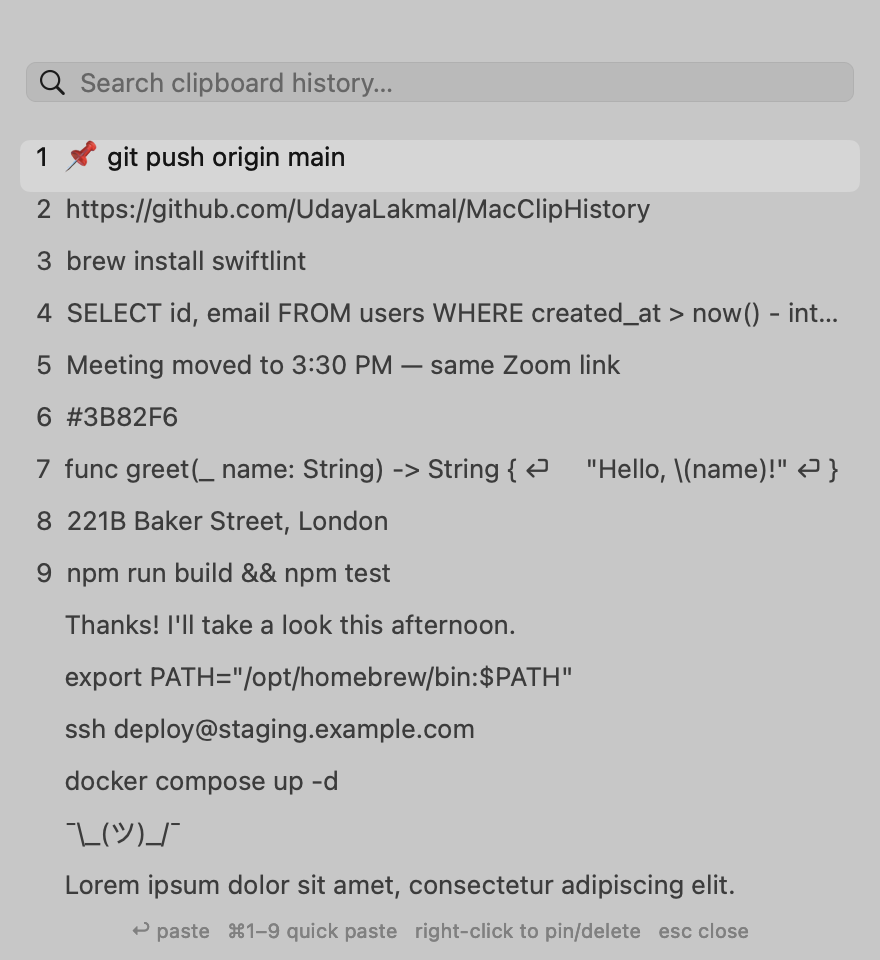 Search clipboard history...
1 📌 git push origin main
2 https://github.com/UdayaLakmal/MacClipHistory
3 brew install swiftlint
4 SELECT id, email FROM users WHERE created_at > now() - int...
5 Meeting moved to 3:30 PM — same Zoom link
6 #3B82F6
7 func greet(_ name: String) -> String { ⏎     "Hello, \(name)!" ⏎ }
8 221B Baker Street, London
9 npm run build && npm test
Thanks! I'll take a look this afternoon.
export PATH="/opt/homebrew/bin:$PATH"
ssh deploy@staging.example.com
docker compose up -d
¯\_(ツ)_/¯
Lorem ipsum dolor sit amet, consectetur adipiscing elit.
⏎ paste   ⌘1–9 quick paste   right-click to pin/delete   esc close